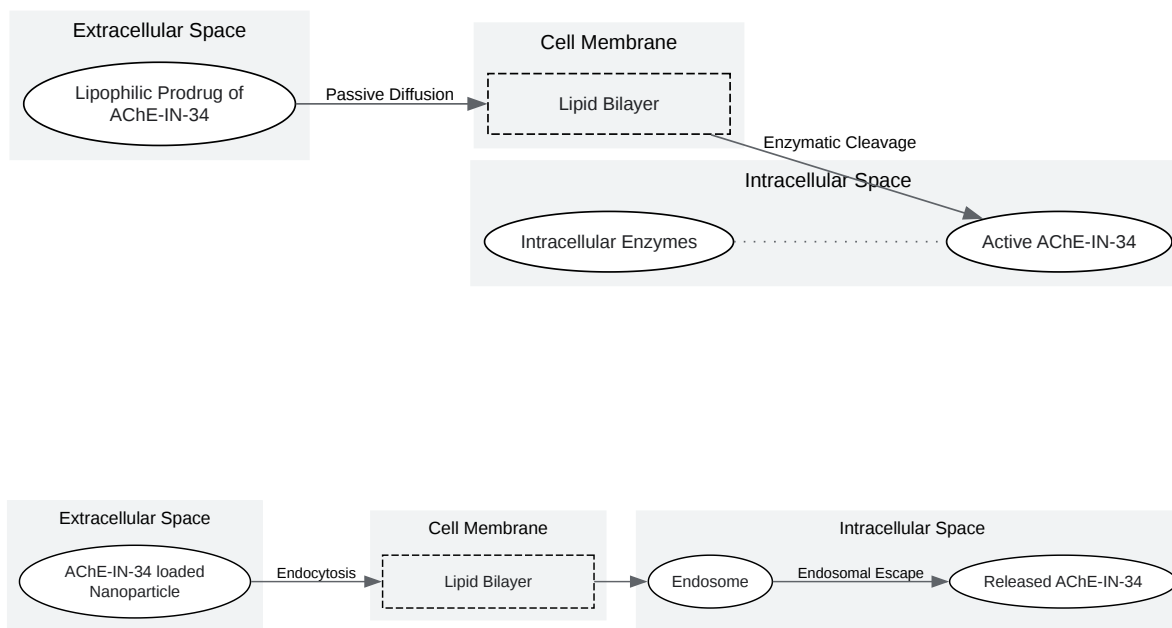 Extracellular Space
Lipophilic Prodrug of
AChE-IN-34
Passive Diffusion
Cell Membrane
Lipid Bilayer
Enzymatic Cleavage
Intracellular Space
Intracellular Enzymes
Active AChE-IN-34
Extracellular Space
AChE-IN-34 loaded
Nanoparticle
Endocytosis
Cell Membrane
Lipid Bilayer
Intracellular Space
Endosome
Endosomal Escape
Released AChE-IN-34